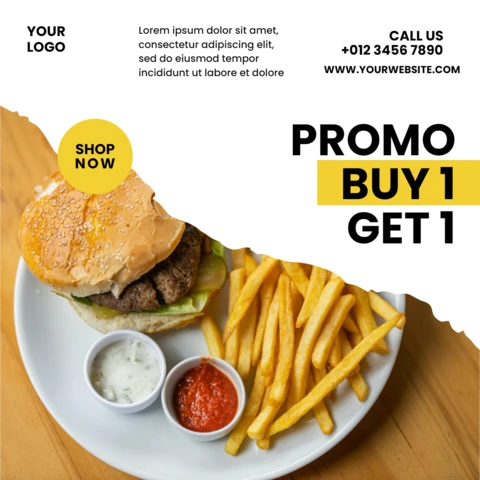 YOUR
LOGO
Lorem ipsum dolor sit amet,
consectetur adipiscing elit,
sed do eiusmod tempor
incididunt ut labore et dolore
CALL US
+012 3456 7890
WWW.YOURWEBSITE.COM
SHOP
NOW
PROMO
BUY 1
GET 1